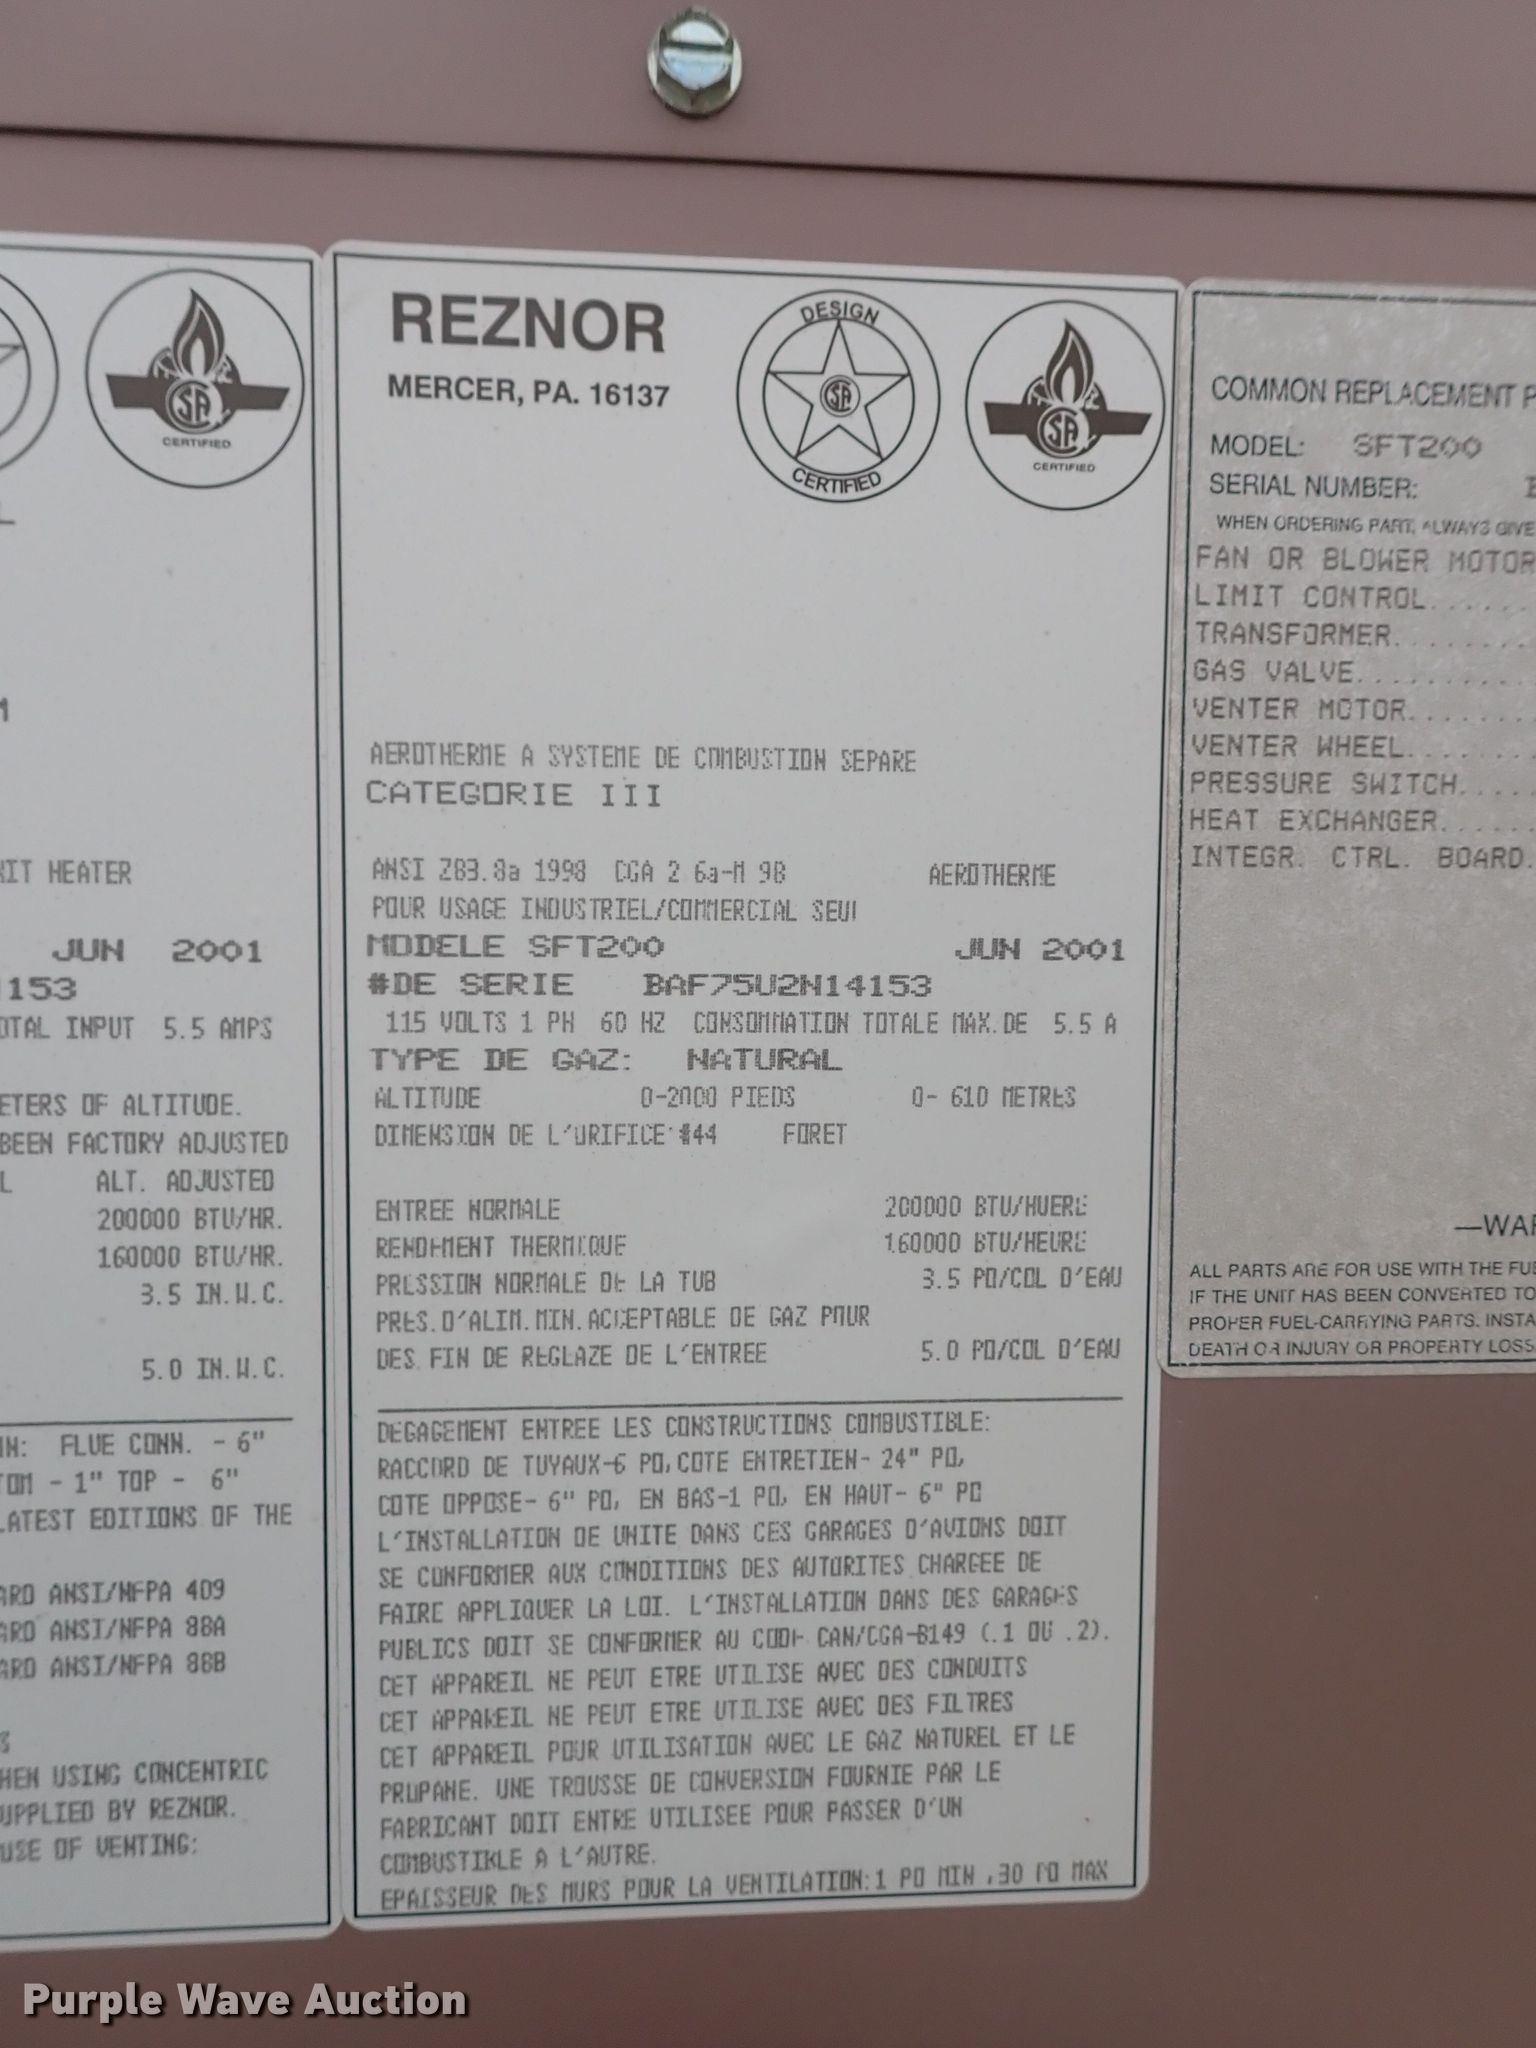 CERTIFIED
KIT HEATER
JUN 2001
1153
OTAL INPUT 5.5 AMPS
ETERS OF ALTITUDE.
BEEN FACTORY ADJUSTED
L ALT. ADJUSTED
200000 BTU/HR.
160000 BTU/HR.
3.5 IN.W.C.
5.0 IN.W.C.
IN: FLUE CONN. - 6"
TOM - 1" TOP - 6"
LATEST EDITIONS OF THE
ARD ANSI/NFPA 409
ARD ANSI/NFPA 88A
ARD ANSI/NFPA 88B
HEN USING CONCENTRIC
UPPLIED BY REZNOR.
USE OF VENTING:
REZNOR
MERCER, PA. 16137
DESIGN
SA
CERTIFIED
SA
CERTIFIED
AEROTHERME A SYSTEME DE COMBUSTION SEPARE
CATEGORIE III
ANSI Z83.8a 1998 CGA 2 6a-M 98 AEROTHERME
POUR USAGE INDUSTRIEL/COMMERCIAL SEUl
MODELE SFT200 JUN 2001
#DE SERIE BAF75U2N14153
115 VOLTS 1 PH 60 HZ CONSOMMATION TOTALE MAX.DE 5.5 A
TYPE DE GAZ: NATURAL
ALTITUDE 0-2000 PIEDS 0- 610 METRES
DIMENSION DE L'ORIFICE #44 FORET
ENTREE NORMALE 200000 BTU/HUERE
RENDEMENT THERMIQUE 160000 BTU/HEURE
PRESSION NORMALE DE LA TUB 3.5 PO/COL D'EAU
PRES.D'ALIM.MIN.ACCEPTABLE DE GAZ POUR
DES FIN DE REGLAZE DE L'ENTREE 5.0 PO/COL D'EAU
DEGAGEMENT ENTREE LES CONSTRUCTIONS COMBUSTIBLE:
RACCORD DE TUYAUX-6 PO,COTE ENTRETIEN- 24" PO,
COTE OPPOSE- 6" PO, EN BAS-1 PO, EN HAUT- 6" PO
L'INSTALLATION DE UNITE DANS CES GARAGES D'AVIONS DOIT
SE CONFORMER AUX CONDITIONS DES AUTORITES CHARGEE DE
FAIRE APPLIQUER LA LOI. L'INSTALLATION DANS DES GARAGES
PUBLICS DOIT SE CONFORMER AU CODE CAN/CGA-B149 (.1 OU .2).
CET APPAREIL NE PEUT ETRE UTILISE AVEC DES CONDUITS
CET APPAREIL NE PEUT ETRE UTILISE AVEC DES FILTRES
CET APPAREIL POUR UTILISATION AVEC LE GAZ NATUREL ET LE
PROPANE. UNE TROUSSE DE CONVERSION FOURNIE PAR LE
FABRICANT DOIT ENTRE UTILISEE POUR PASSER D'UN
COMBUSTIBLE A L'AUTRE.
EPAISSEUR DES MURS POUR LA VENTILATION:1 PO MIN ,30 PO MAX
COMMON REPLACEMENT P
MODEL: SFT200
SERIAL NUMBER:
WHEN ORDERING PART, ALWAYS GIVE
FAN OR BLOWER MOTOR
LIMIT CONTROL......
TRANSFORMER........
GAS VALVE..........
VENTER MOTOR.......
VENTER WHEEL.......
PRESSURE SWITCH....
HEAT EXCHANGER.....
INTEGR. CTRL. BOARD.
—WAR
ALL PARTS ARE FOR USE WITH THE FUE
IF THE UNIT HAS BEEN CONVERTED TO
PROPER FUEL-CARRYING PARTS. INSTA
DEATH OR INJURY OR PROPERTY LOSS
Purple Wave Auction